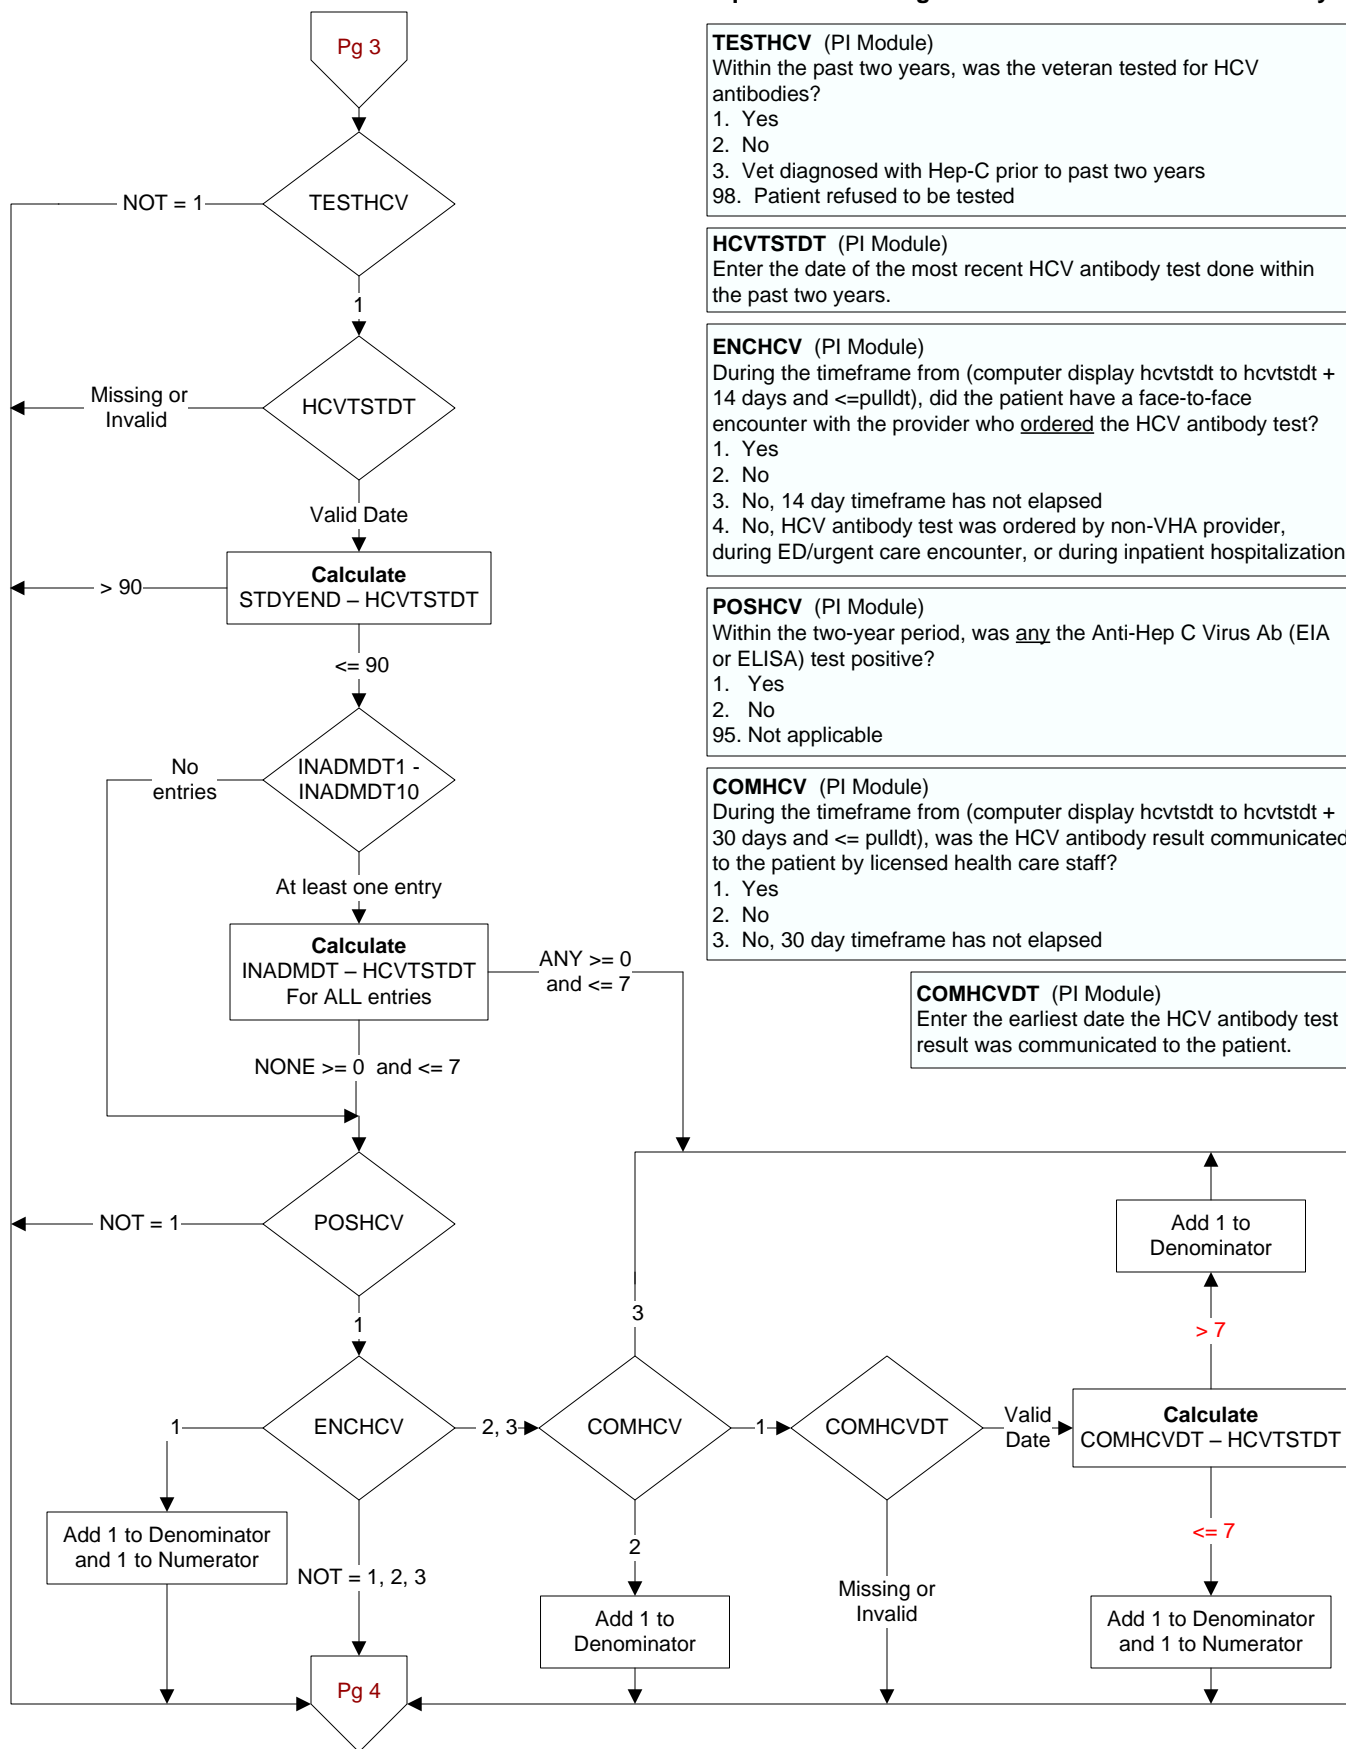 Pg 3
TESTHCV (PI Module)
Within the past two years, was the veteran tested for HCV
antibodies?
1. Yes
2. No
3. Vet diagnosed with Hep-C prior to past two years
98. Patient refused to be tested
HCVTSTDT (PI Module)
Enter the date of the most recent HCV antibody test done within
the past two years.
ENCHCV (PI Module)
During the timeframe from (computer display hcvtstdt to hcvtstdt +
14 days and <=pulldt), did the patient have a face-to-face
encounter with the provider who ordered the HCV antibody test?
1. Yes
2. No
3. No, 14 day timeframe has not elapsed
4. No, HCV antibody test was ordered by non-VHA provider,
during ED/urgent care encounter, or during inpatient hospitalization
POSHCV (PI Module)
Within the two-year period, was any the Anti-Hep C Virus Ab (EIA
or ELISA) test positive?
1. Yes
2. No
95. Not applicable
COMHCV (PI Module)
During the timeframe from (computer display hcvtstdt to hcvtstdt +
30 days and <= pulldt), was the HCV antibody result communicated
to the patient by licensed health care staff?
1. Yes
2. No
3. No, 30 day timeframe has not elapsed
COMHCVDT (PI Module)
Enter the earliest date the HCV antibody test
result was communicated to the patient.
NOT = 1
TESTHCV
1
Missing or
Invalid
HCVTSTDT
Valid Date
> 90
Calculate
STDYEND – HCVTSTDT
<= 90
No
entries
INADMDT1 -
INADMDT10
At least one entry
Calculate
INADMDT – HCVTSTDT
For ALL entries
ANY >= 0
and <= 7
NONE >= 0 and <= 7
NOT = 1
POSHCV
Add 1 to
Denominator
1
3
> 7
1
ENCHCV
2, 3
COMHCV
1
COMHCVDT
Valid
Date
Calculate
COMHCVDT – HCVTSTDT
Add 1 to Denominator
and 1 to Numerator
NOT = 1, 2, 3
2
Missing or
Invalid
<= 7
Add 1 to
Denominator
Add 1 to Denominator
and 1 to Numerator
Pg 4